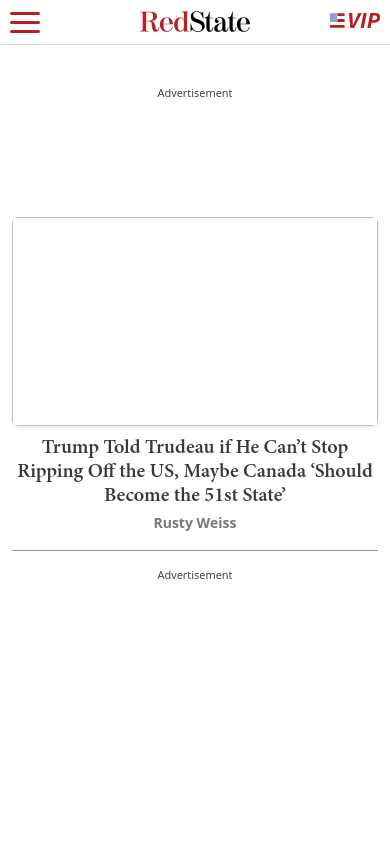 RedState
VIP
Advertisement
Trump Told Trudeau if He Can’t Stop
Ripping Off the US, Maybe Canada ‘Should
Become the 51st State’
Rusty Weiss
Advertisement